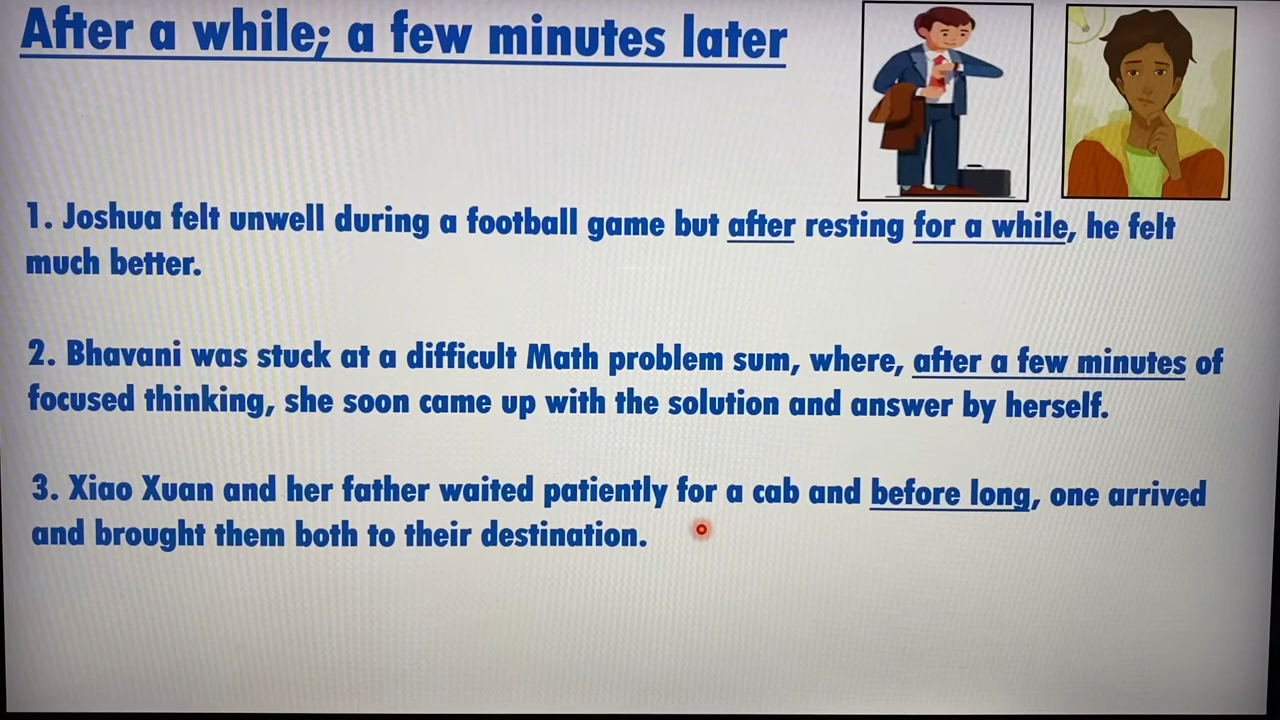 After a while; a few minutes later
1. Joshua felt unwell during a football game but after resting for a while, he felt
much better.
2. Bhavani was stuck at a difficult Math problem sum, where, after a few minutes of
focused thinking, she soon came up with the solution and answer by herself.
3. Xiao Xuan and her father waited patiently for a cab and before long, one arrived
and brought them both to their destination.